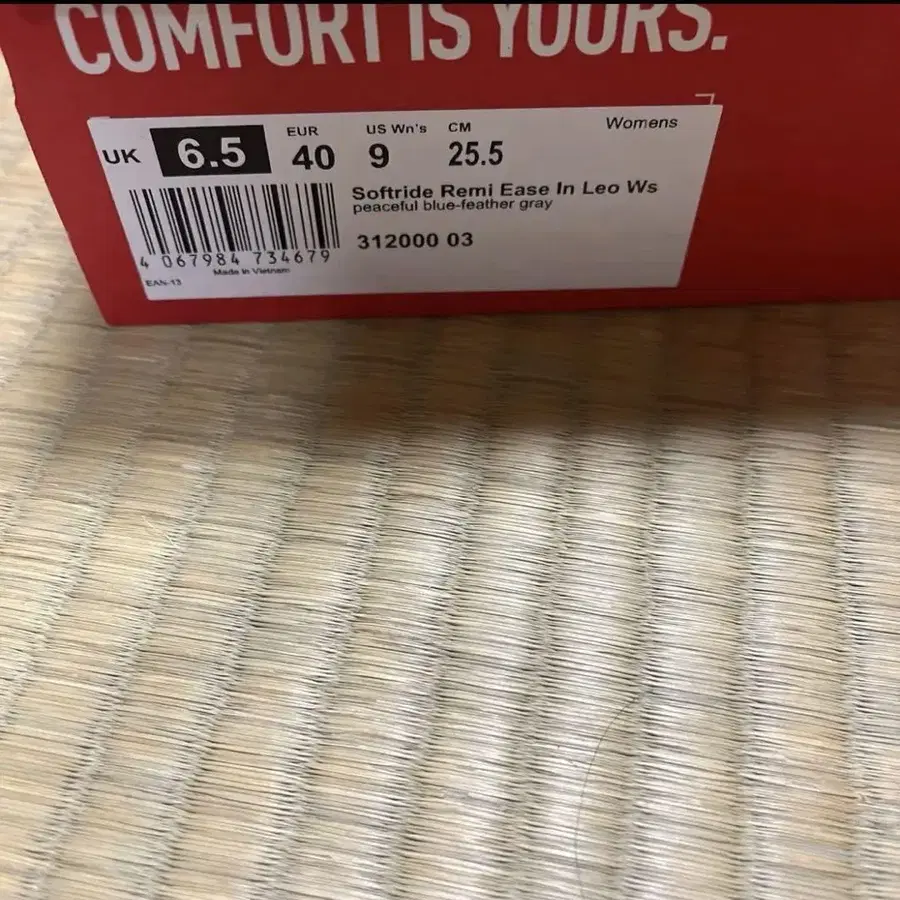 COMFORT IS YOURS.
Womens
UK 6.5 EUR 40 US Wn's 9 CM 25.5
Softride Remi Ease In Leo Ws
peaceful blue-feather gray
312000 03
4 067984 734679
Made in Vietnam
EAN-13